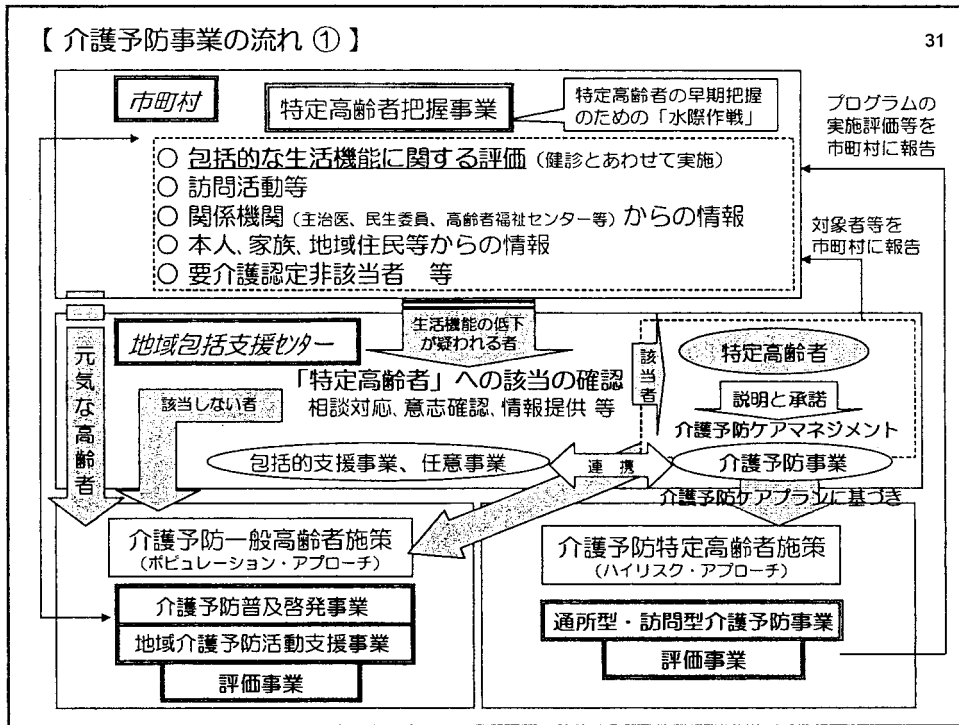 【 介護予防事業の流れ ① 】
31
市町村
特定高齢者把握事業
特定高齢者の早期把握
のための「水際作戦」
プログラムの
実施評価等を
市町村に報告
○ 包括的な生活機能に関する評価（健診とあわせて実施）
○ 訪問活動等
○ 関係機関（主治医、民生委員、高齢者福祉センター等）からの情報
○ 本人、家族、地域住民等からの情報
○ 要介護認定非該当者　等
対象者等を
市町村に報告
元気な高齢者
地域包括支援センター
生活機能の低下
が疑われる者
該当者
特定高齢者
「特定高齢者」への該当の確認
相談対応、意志確認、情報提供 等
該当しない者
説明と承諾
介護予防ケアマネジメント
包括的支援事業、任意事業
連 携
介護予防事業
介護予防ケアプランに基づき
介護予防一般高齢者施策
（ポピュレーション・アプローチ）
介護予防特定高齢者施策
（ハイリスク・アプローチ）
介護予防普及啓発事業
地域介護予防活動支援事業
評価事業
通所型・訪問型介護予防事業
評価事業